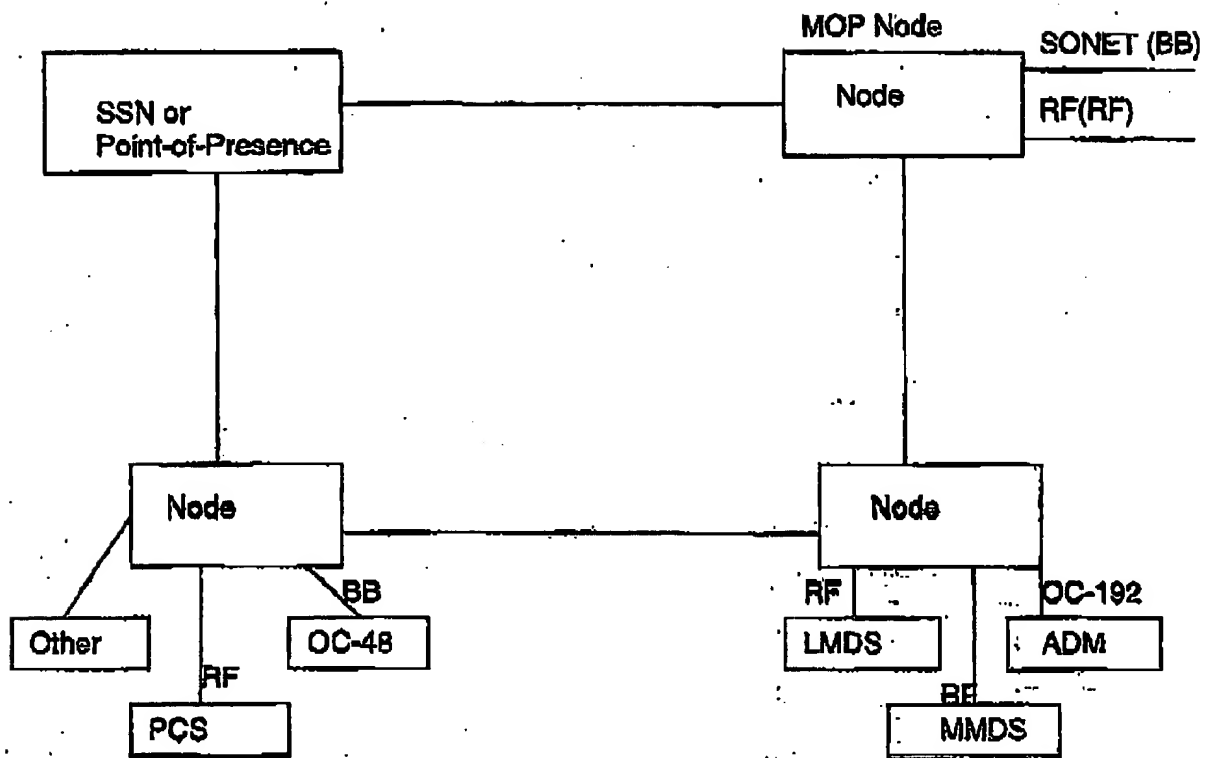 MOP Node
SONET (BB)
SSN or
Point-of-Presence
Node
RF(RF)
Node
Node
BB
RF
OC-192
Other
OC-48
LMDS
ADM
RF
RF
PCS
MMDS